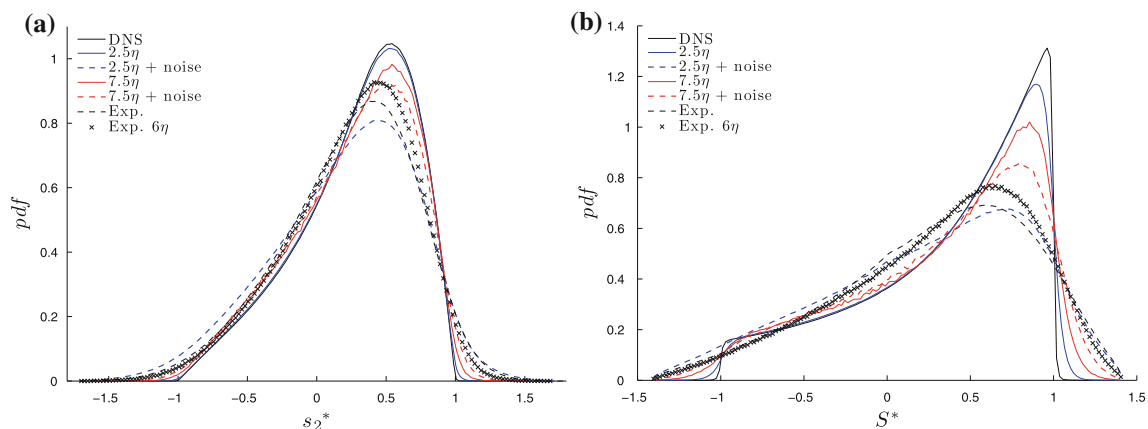 (a)
DNS
2.5η
2.5η + noise
7.5η
7.5η + noise
Exp.
Exp. 6η
pdf
1
0.8
0.6
0.4
0.2
0
−1.5
−1
−0.5
0
0.5
1
1.5
s₂*
(b)
DNS
2.5η
2.5η + noise
7.5η
7.5η + noise
Exp.
Exp. 6η
pdf
1.4
1.2
1
0.8
0.6
0.4
0.2
0
−1.5
−1
−0.5
0
0.5
1
1.5
S*